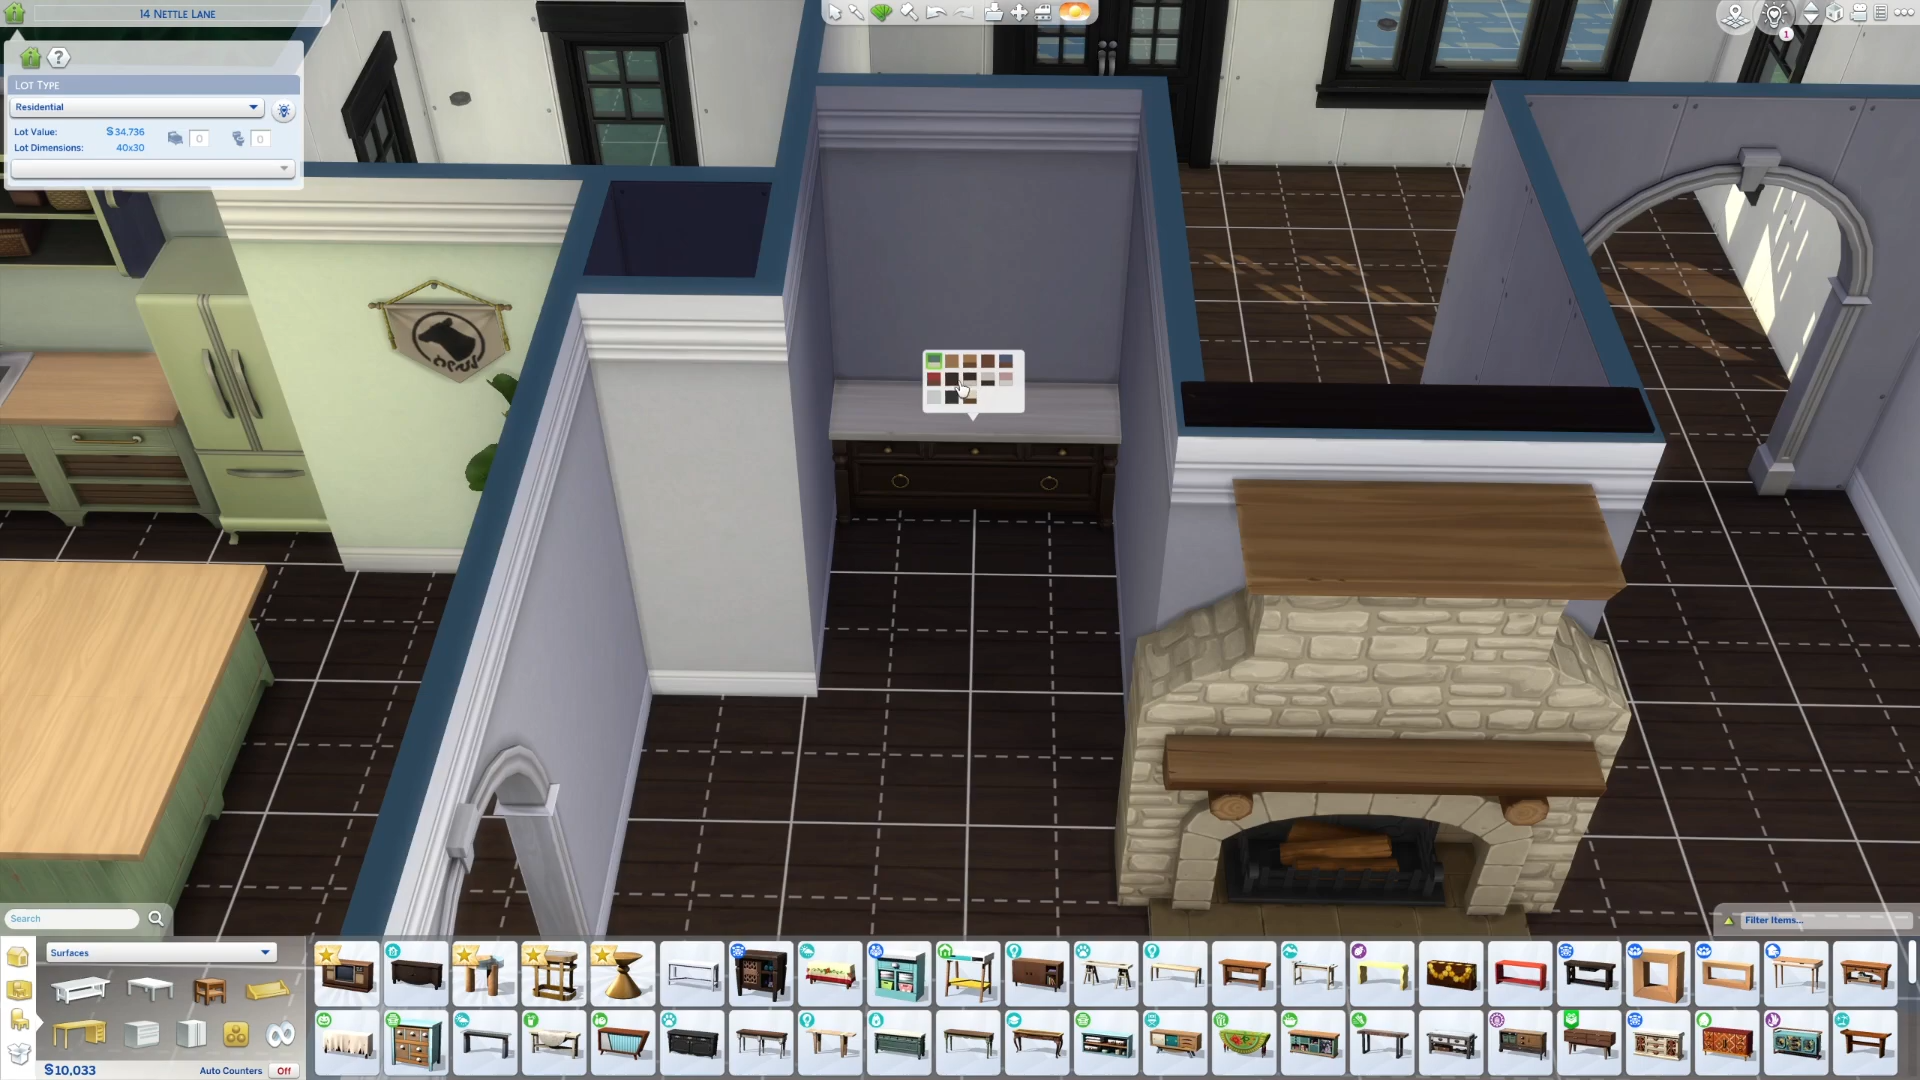 14 Nettle Lane
1
Lot Type
Residential
Lot Value: §34,736 0 0
Lot Dimensions: 40x30
Search
Filter Items...
Surfaces
§10,033
Auto Counters Off